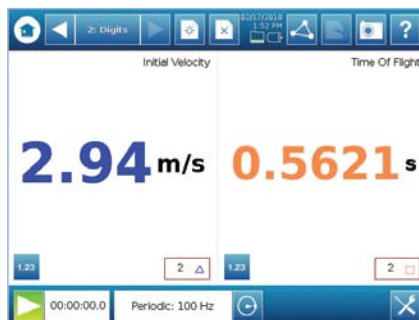 2: Digits
02/17/2010
1:52 PM
?
Initial Velocity
2.94 m/s
1.23
2
Time Of Flight
0.5621 s
1.23
2
00:00:00.0
Periodic: 100 Hz